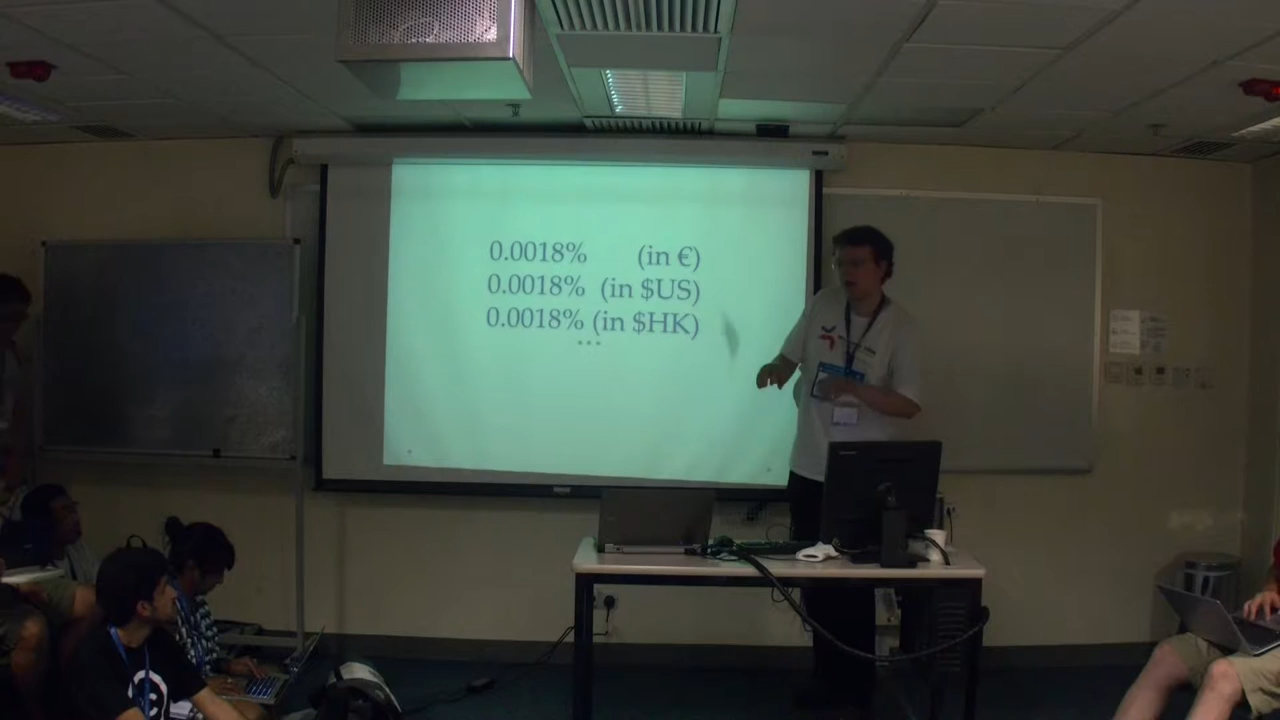 0.0018% (in €)
0.0018% (in $US)
0.0018% (in $HK)
...